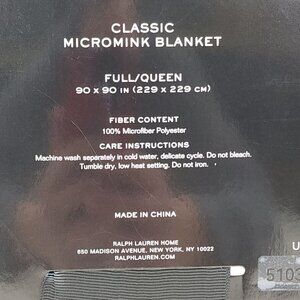 CLASSIC
MICROMINK BLANKET
FULL/QUEEN
90 x 90 IN (229 x 229 CM)
FIBER CONTENT
100% Microfiber Polyester
CARE INSTRUCTIONS
Machine wash separately in cold water, delicate cycle. Do not bleach.
Tumble dry, low heat setting. Do not iron.
MADE IN CHINA
RALPH LAUREN HOME
650 MADISON AVENUE, NEW YORK, NY 10022
RALPHLAUREN.COM
U
5103